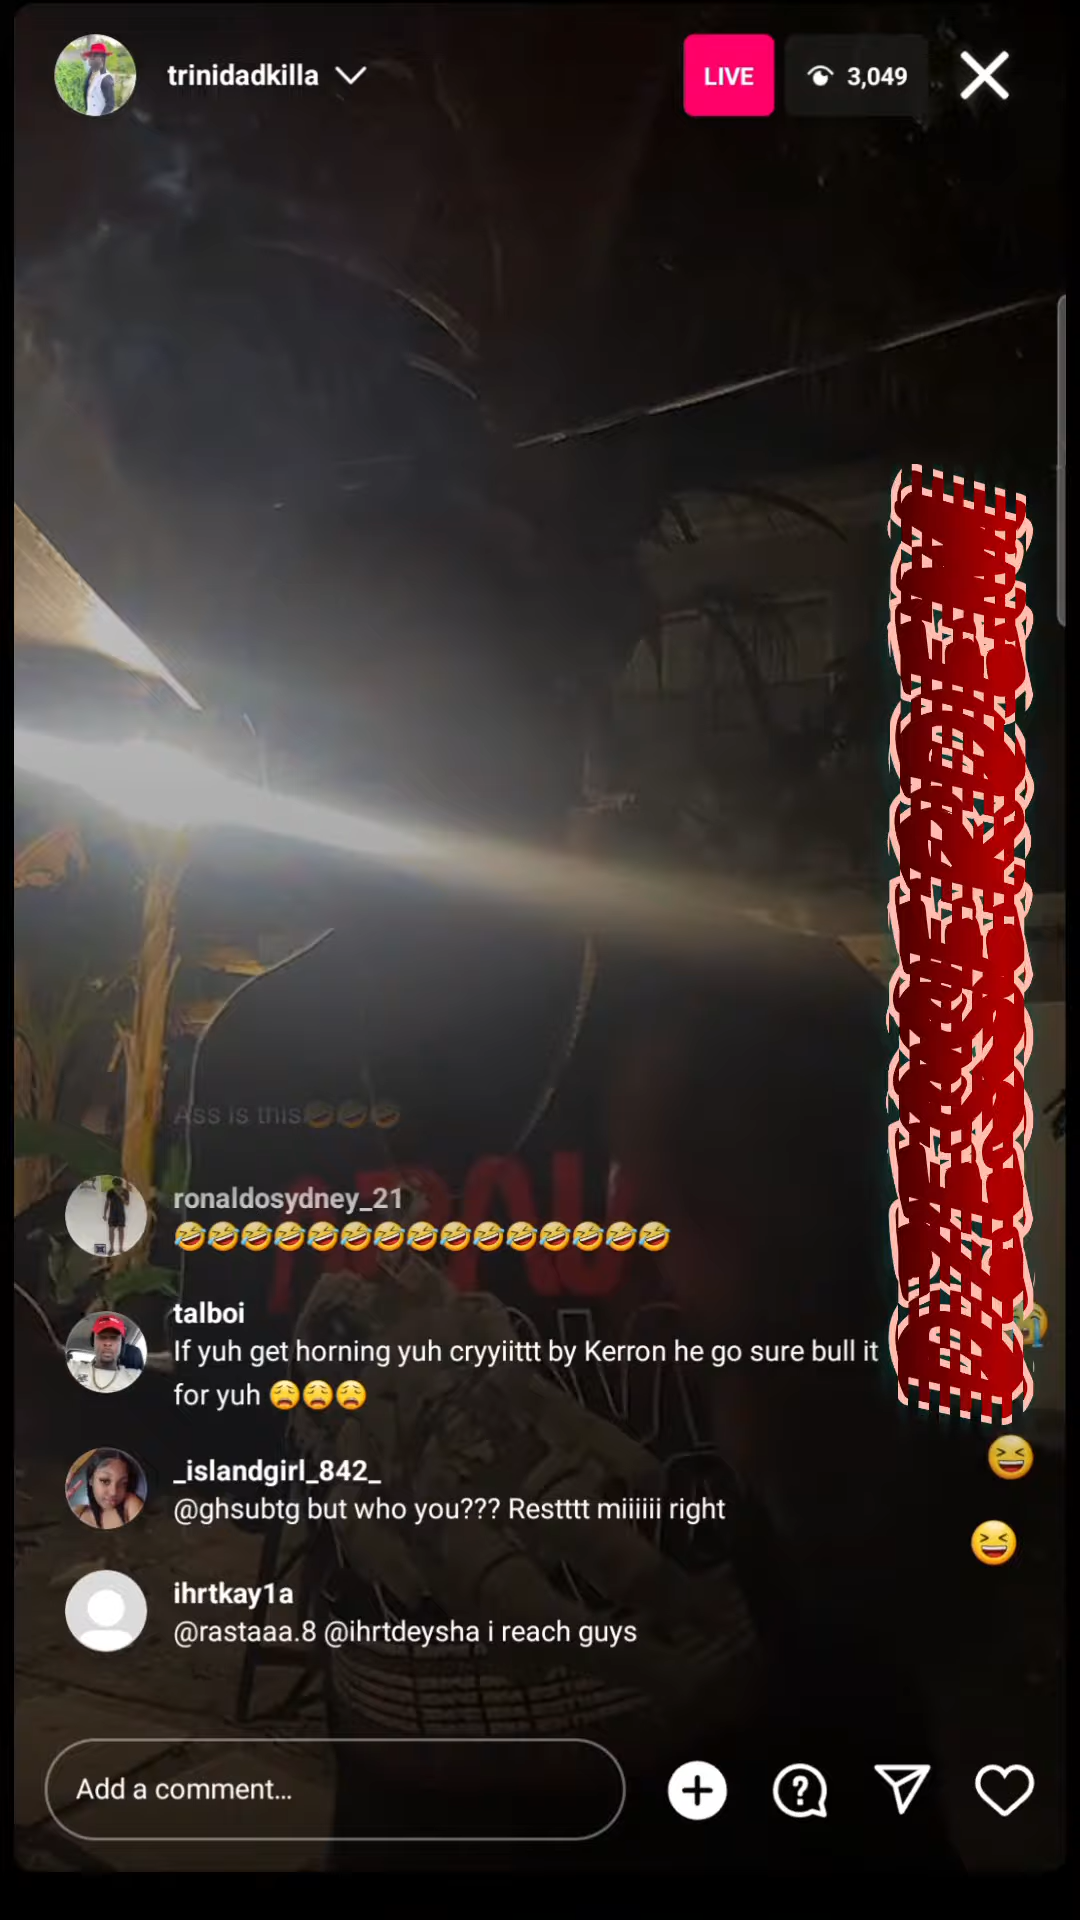 trinidadkilla
LIVE
3,049
Ass is this🤣🤣🤣
ronaldosydney_21
🤣🤣🤣🤣🤣🤣🤣🤣🤣🤣🤣🤣🤣🤣🤣
talboi
If yuh get horning yuh cryyiittt by Kerron he go sure bull it
for yuh 😩😩😩
_islandgirl_842_
@ghsubtg but who you??? Restttt miiiiii right
ihrtkay1a
@rastaaa.8 @ihrtdeysha i reach guys
Add a comment...